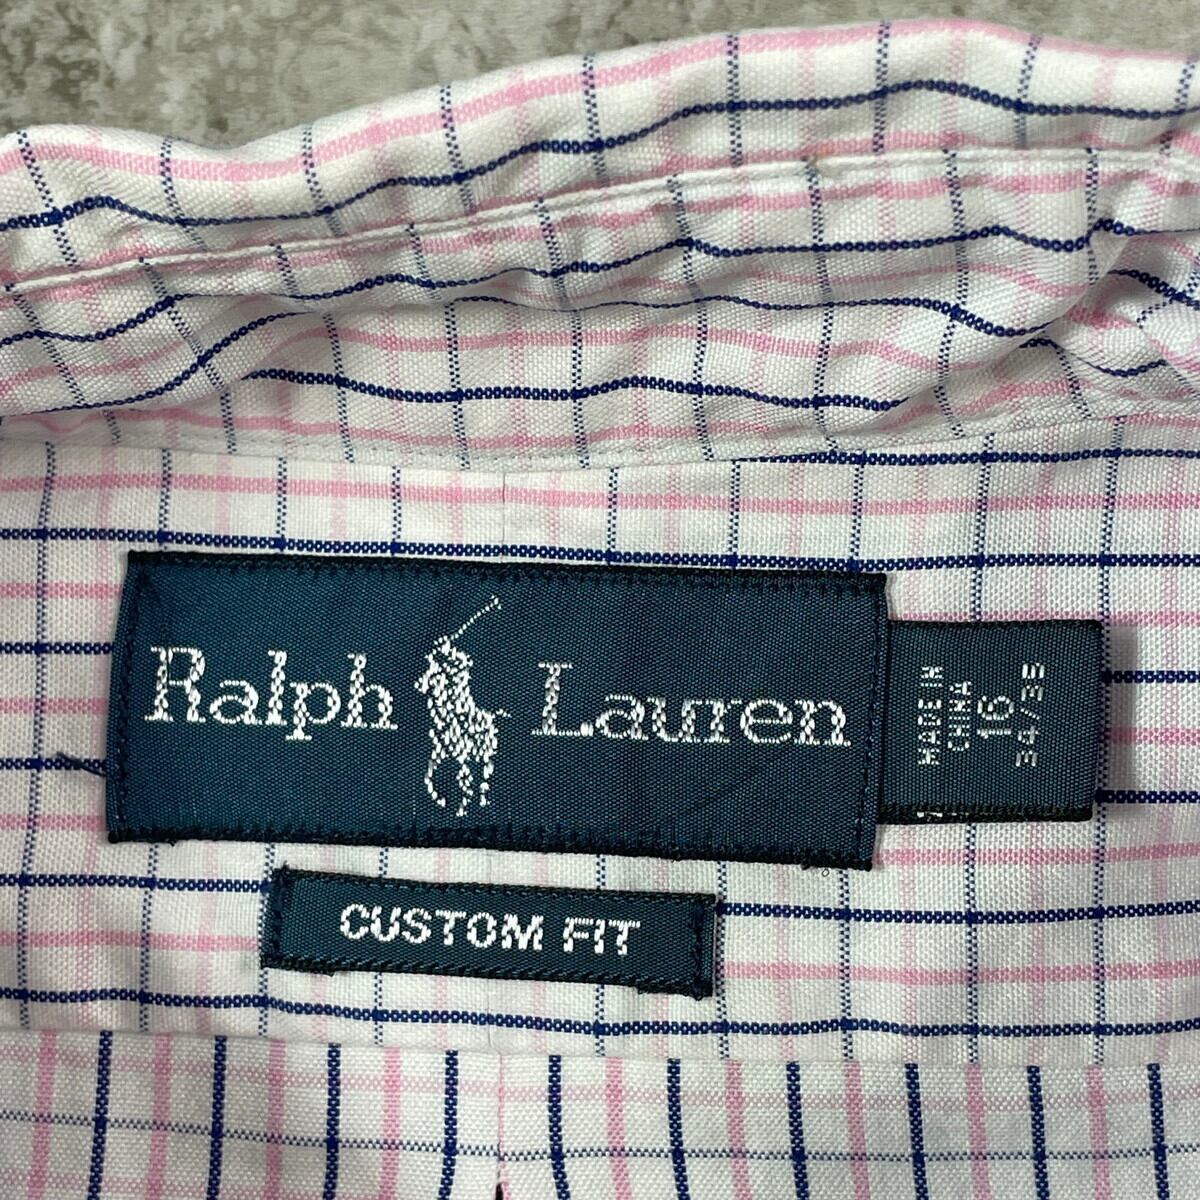 Ralph Lauren
MADE IN
CHINA
16
34/35
CUSTOM FIT